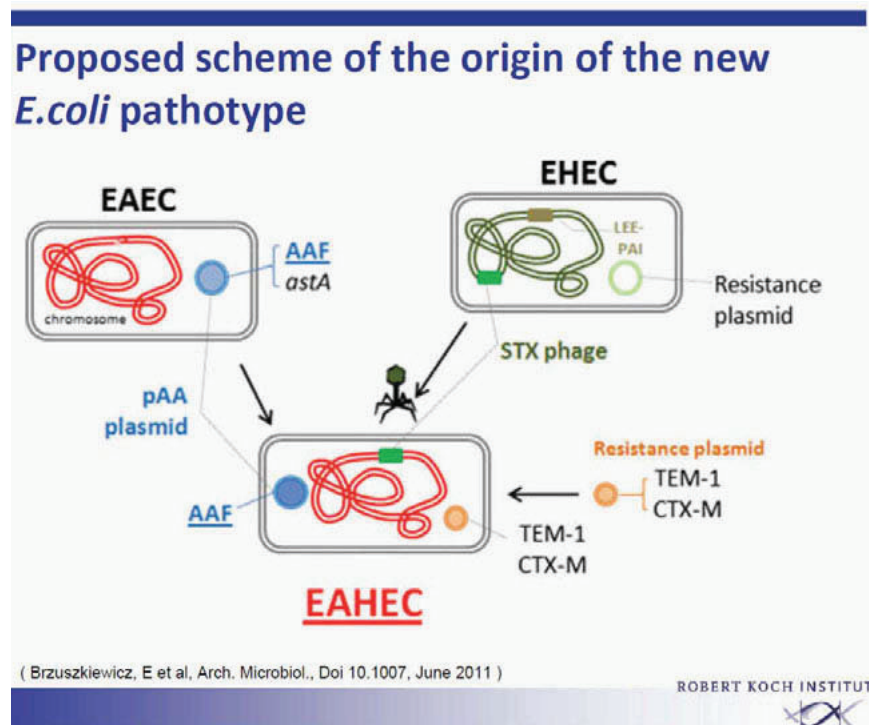 Proposed scheme of the origin of the new
E.coli pathotype
EAEC
EHEC
AAF
astA
chromosome
LEE-
PAI
Resistance
plasmid
STX phage
pAA
plasmid
Resistance plasmid
TEM-1
CTX-M
AAF
TEM-1
CTX-M
EAHEC
( Brzuszkiewicz, E et al, Arch. Microbiol., Doi 10.1007, June 2011 )
ROBERT KOCH INSTITUT